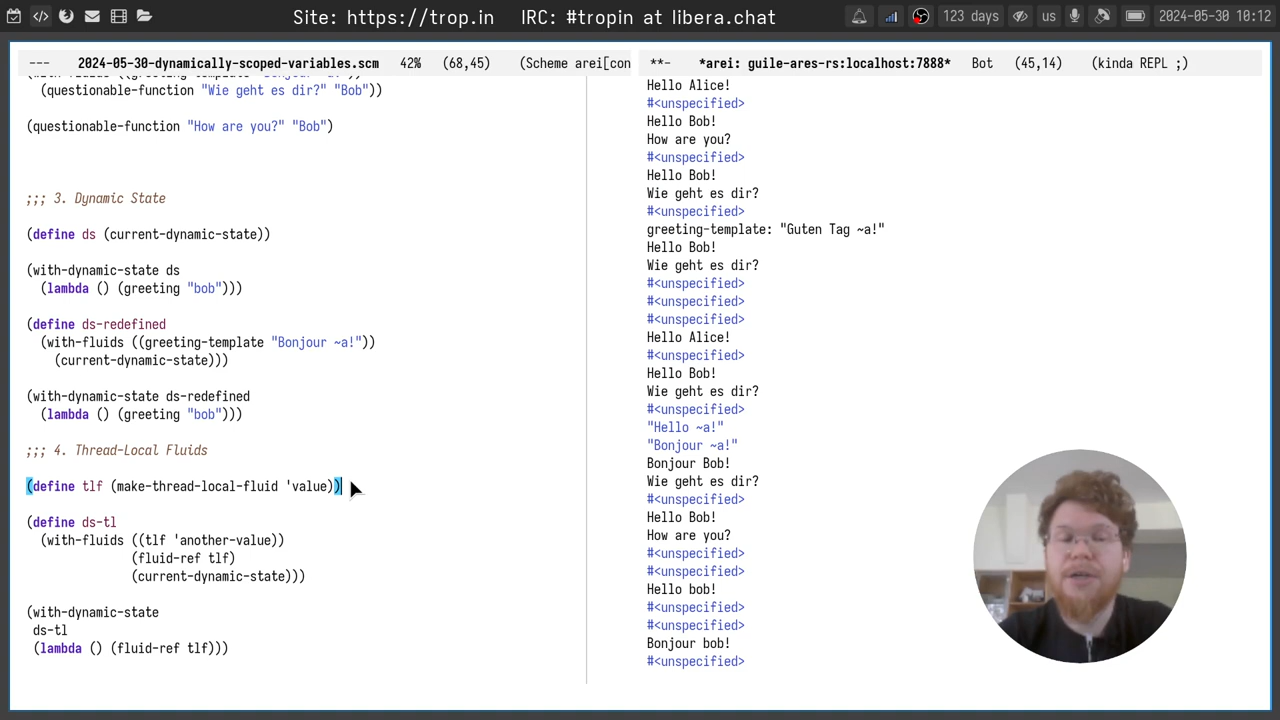 Site: https://trop.in IRC: #tropin at libera.chat
123 days
us
2024-05-30 10:12
--- 2024-05-30-dynamically-scoped-variables.scm 42% (68,45) (Scheme arei[con
(questionable-function "Wie geht es dir?" "Bob"))
(questionable-function "How are you?" "Bob")
;;; 3. Dynamic State
(define ds (current-dynamic-state))
(with-dynamic-state ds
(lambda () (greeting "bob")))
(define ds-redefined
(with-fluids ((greeting-template "Bonjour ~a!"))
(current-dynamic-state)))
(with-dynamic-state ds-redefined
(lambda () (greeting "bob")))
;;; 4. Thread-Local Fluids
(define tlf (make-thread-local-fluid 'value))
(define ds-tl
(with-fluids ((tlf 'another-value))
(fluid-ref tlf)
(current-dynamic-state)))
(with-dynamic-state
ds-tl
(lambda () (fluid-ref tlf)))
**- *arei: guile-ares-rs:localhost:7888* Bot (45,14) (kinda REPL ;)
Hello Alice!
#<unspecified>
Hello Bob!
How are you?
#<unspecified>
Hello Bob!
Wie geht es dir?
#<unspecified>
greeting-template: "Guten Tag ~a!"
Hello Bob!
Wie geht es dir?
#<unspecified>
#<unspecified>
#<unspecified>
Hello Alice!
#<unspecified>
Hello Bob!
Wie geht es dir?
#<unspecified>
"Hello ~a!"
"Bonjour ~a!"
Bonjour Bob!
Wie geht es dir?
#<unspecified>
Hello Bob!
How are you?
#<unspecified>
#<unspecified>
Hello bob!
#<unspecified>
#<unspecified>
Bonjour bob!
#<unspecified>